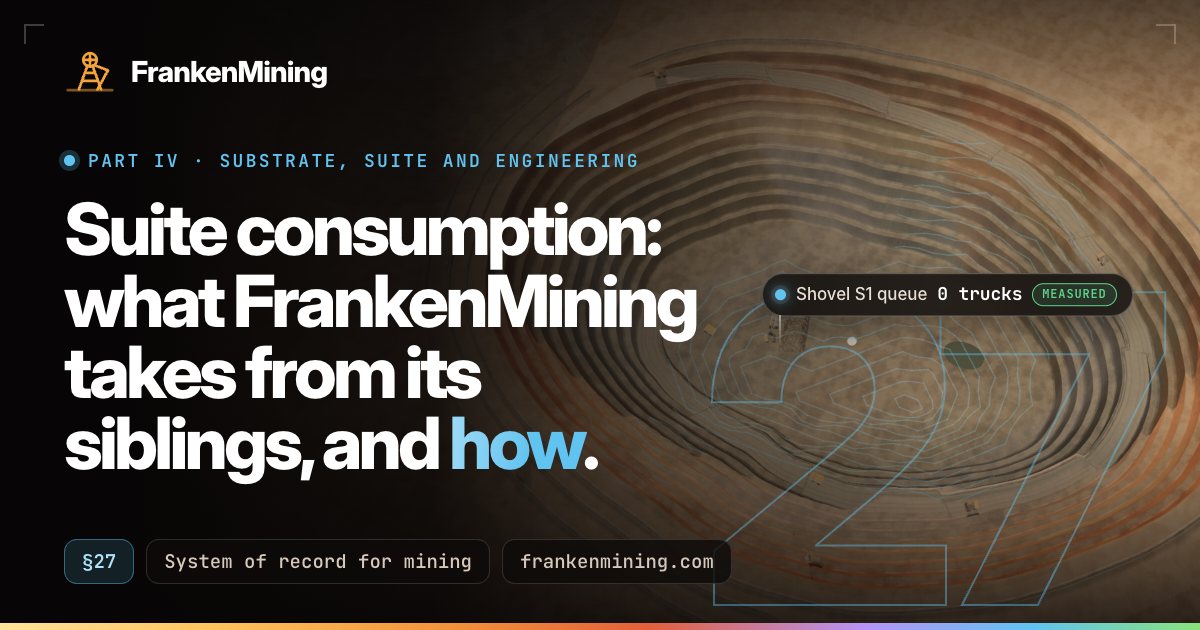 FrankenMining
PART IV · SUBSTRATE, SUITE AND ENGINEERING
Suite consumption:
what FrankenMining
takes from its
siblings, and how.
Shovel S1 queue 0 trucks MEASURED
27
§27
System of record for mining
frankenmining.com